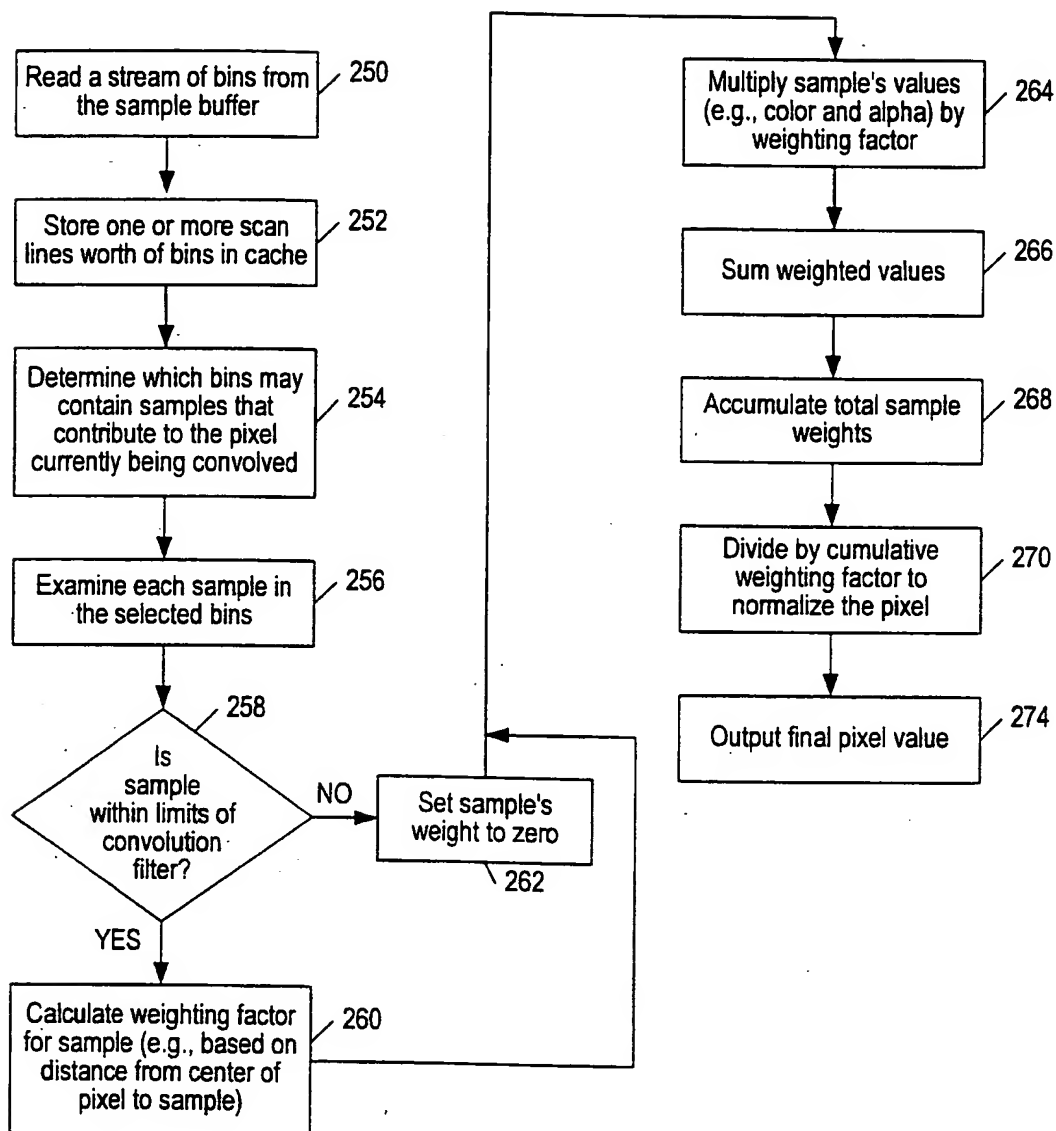 Read a stream of bins from
the sample buffer
250
Store one or more scan
lines worth of bins in cache
252
Determine which bins may
contain samples that
contribute to the pixel
currently being convolved
254
Examine each sample in
the selected bins
256
258
Is
sample
within limits of
convolution
filter?
NO
YES
Set sample's
weight to zero
262
Calculate weighting factor
for sample (e.g., based on
distance from center of
pixel to sample)
260
Multiply sample's values
(e.g., color and alpha) by
weighting factor
264
Sum weighted values
266
Accumulate total sample
weights
268
Divide by cumulative
weighting factor to
normalize the pixel
270
Output final pixel value
274